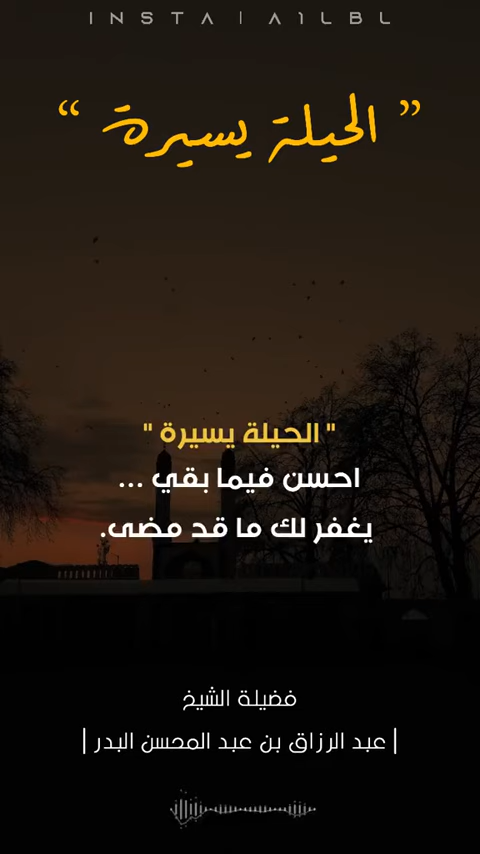 INSTA | A1LBL
” الحيلة يسيرة “
" الحيلة يسيرة "
احسن فيما بقي ...
يغفر لك ما قد مضى.
فضيلة الشيخ
| عبد الرزاق بن عبد المحسن البدر |